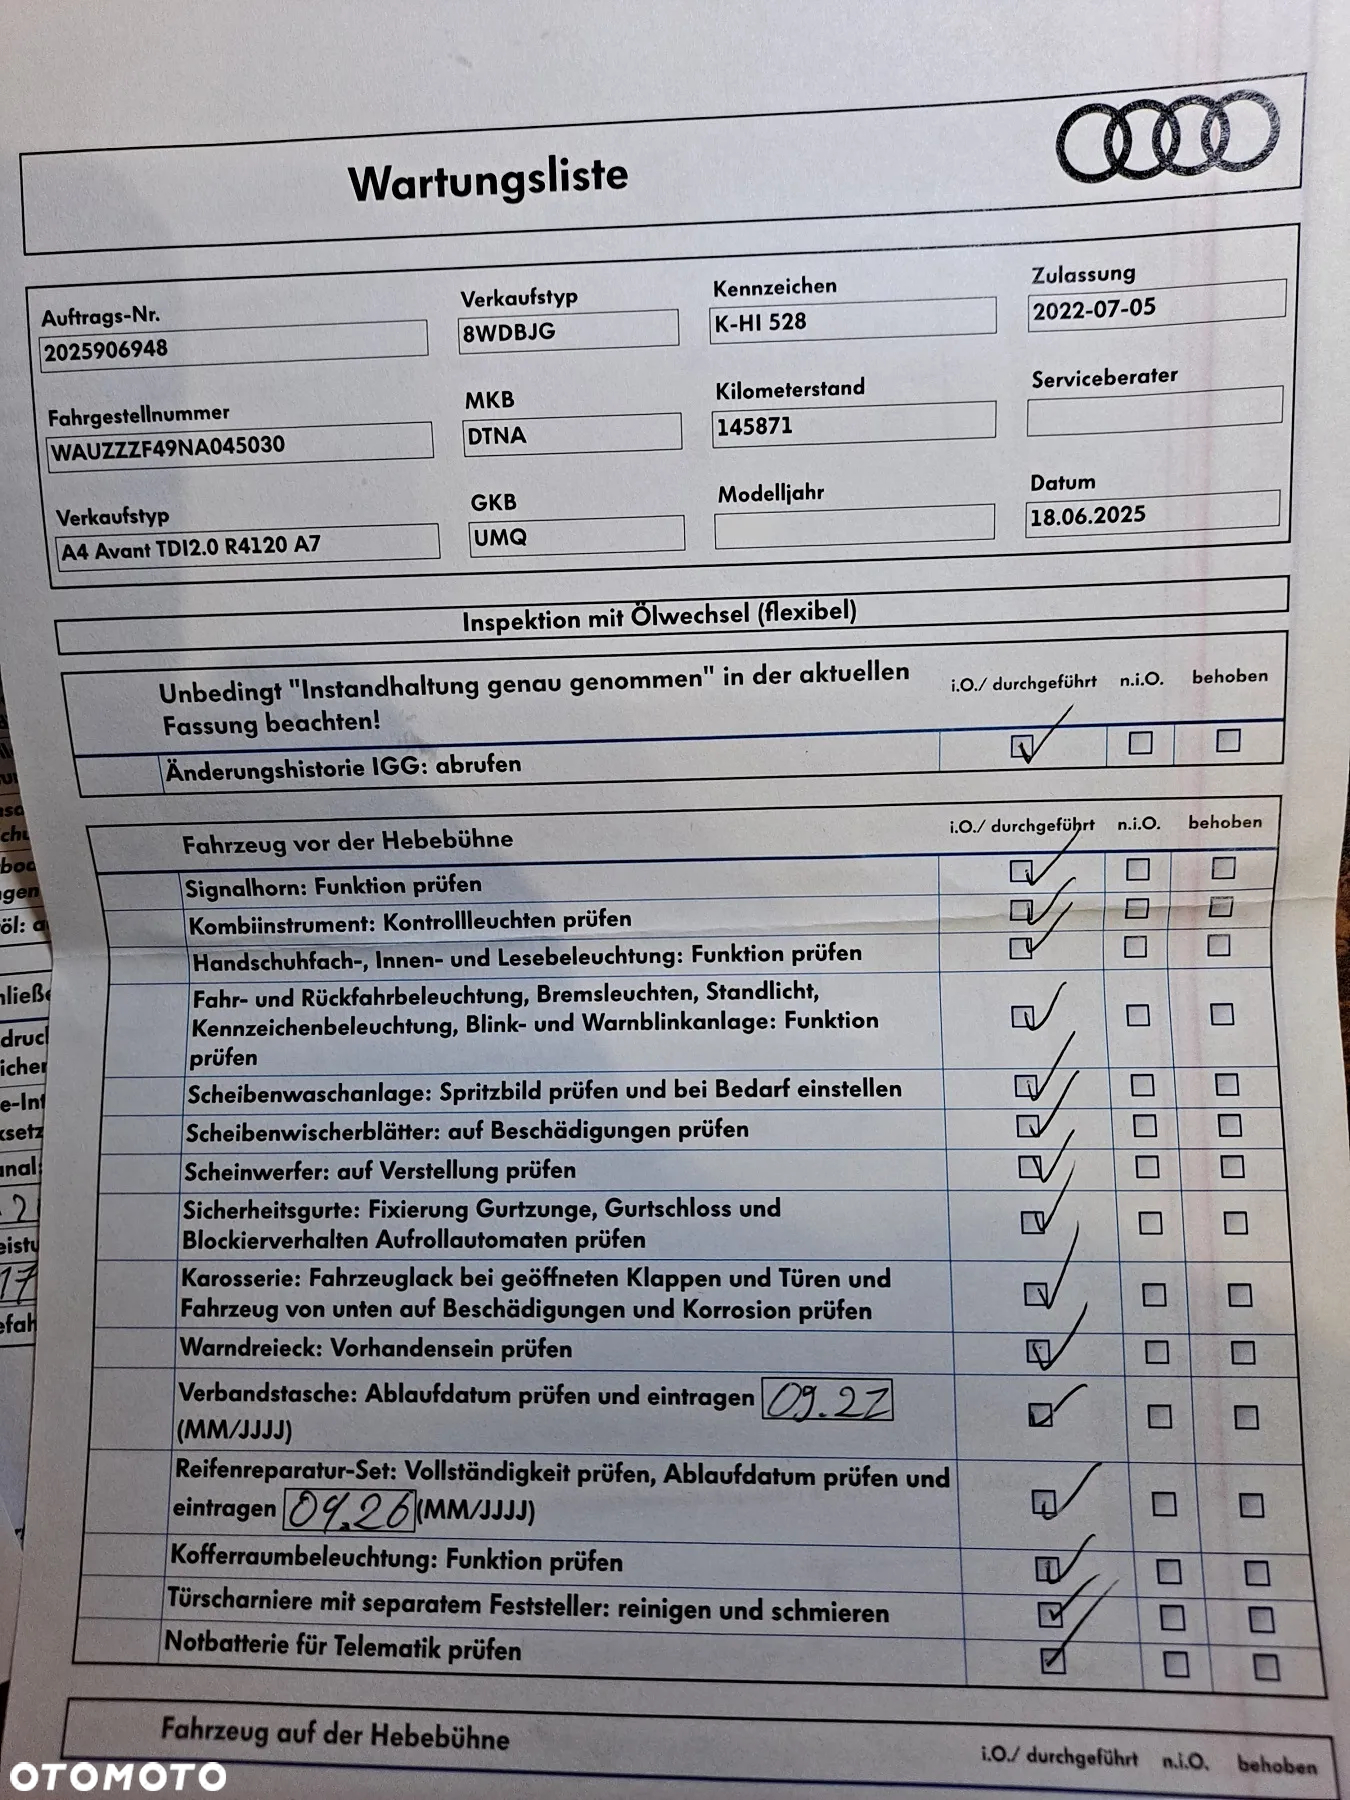 Wartungsliste
Auftrags-Nr.
2025906948
Verkaufstyp
8WDBJG
Kennzeichen
K-HI 528
Zulassung
2022-07-05
Fahrgestellnummer
WAUZZZF49NA045030
MKB
DTNA
Kilometerstand
145871
Serviceberater
Verkaufstyp
A4 Avant TDI2.0 R4120 A7
GKB
UMQ
Modelljahr
Datum
18.06.2025
Inspektion mit Ölwechsel (flexibel)
Unbedingt "Instandhaltung genau genommen" in der aktuellen
Fassung beachten!
i.O./ durchgeführt n.i.O. behoben
Änderungshistorie IGG: abrufen
Fahrzeug vor der Hebebühne
i.O./ durchgeführt n.i.O. behoben
Signalhorn: Funktion prüfen
Kombiinstrument: Kontrollleuchten prüfen
Handschuhfach-, Innen- und Lesebeleuchtung: Funktion prüfen
Fahr- und Rückfahrbeleuchtung, Bremsleuchten, Standlicht,
Kennzeichenbeleuchtung, Blink- und Warnblinkanlage: Funktion
prüfen
Scheibenwaschanlage: Spritzbild prüfen und bei Bedarf einstellen
Scheibenwischerblätter: auf Beschädigungen prüfen
Scheinwerfer: auf Verstellung prüfen
Sicherheitsgurte: Fixierung Gurtzunge, Gurtschloss und
Blockierverhalten Aufrollautomaten prüfen
Karosserie: Fahrzeuglack bei geöffneten Klappen und Türen und
Fahrzeug von unten auf Beschädigungen und Korrosion prüfen
Warndreieck: Vorhandensein prüfen
Verbandstasche: Ablaufdatum prüfen und eintragen 09.27
(MM/JJJJ)
Reifenreparatur-Set: Vollständigkeit prüfen, Ablaufdatum prüfen und
eintragen 09.26 (MM/JJJJ)
Kofferraumbeleuchtung: Funktion prüfen
Türscharniere mit separatem Feststeller: reinigen und schmieren
Notbatterie für Telematik prüfen
Fahrzeug auf der Hebebühne
i.O./ durchgeführt n.i.O. behoben
OTOMOTO